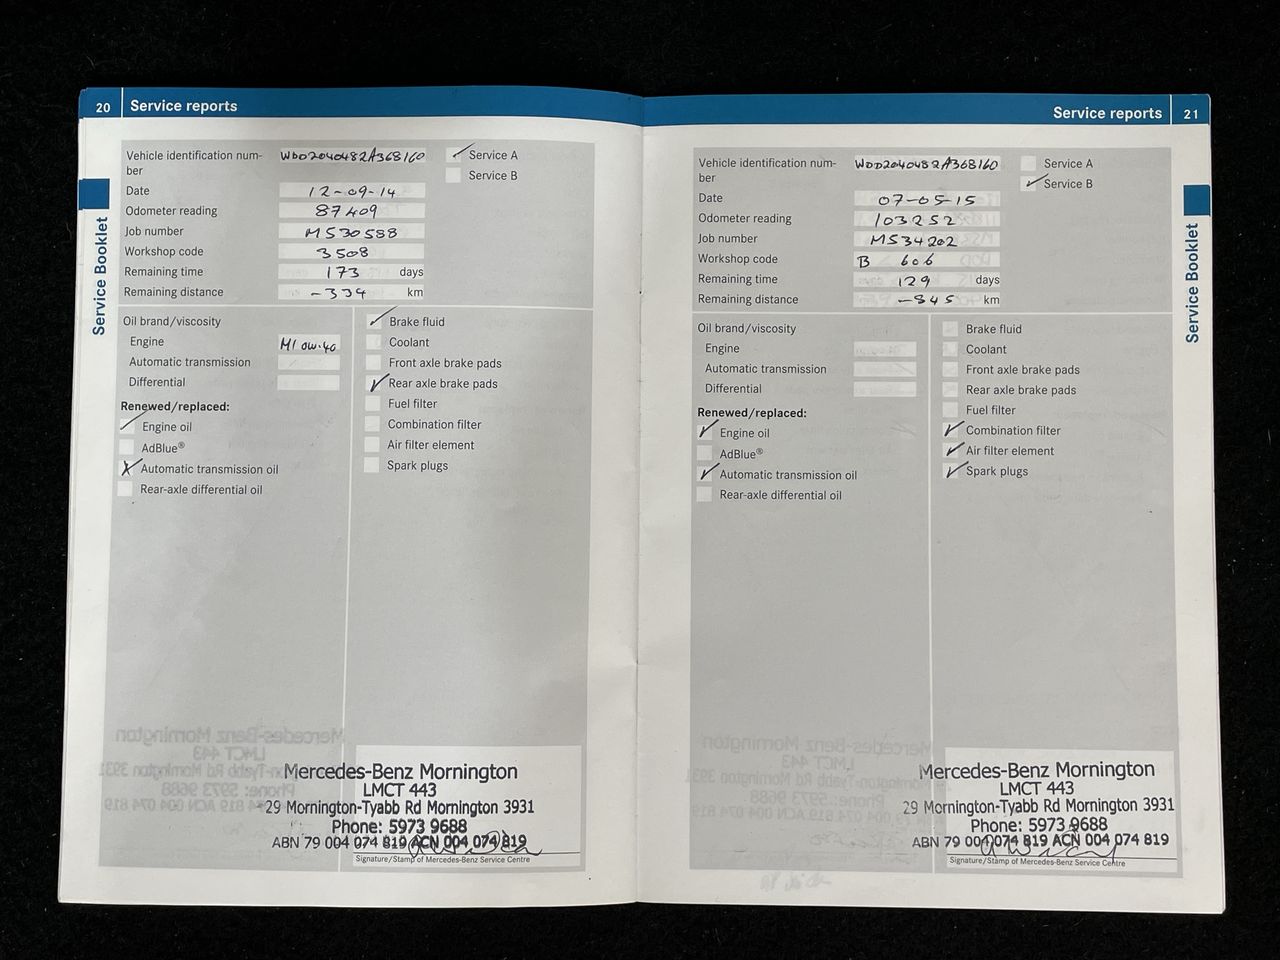 20 Service reports
Vehicle identification num-
ber WDD2040482A368160
Service A
Service B
Date 12-09-14
Odometer reading 87409
Job number M530588
Workshop code 3508
Remaining time 173 days
Remaining distance -334 km
Oil brand/viscosity
Engine M1 0W-40
Automatic transmission
Differential
Renewed/replaced:
Engine oil
AdBlue®
Automatic transmission oil
Rear-axle differential oil
Brake fluid
Coolant
Front axle brake pads
Rear axle brake pads
Fuel filter
Combination filter
Air filter element
Spark plugs
Mercedes-Benz Mornington
LMCT 443
29 Mornington-Tyabb Rd Mornington 3931
Phone: 5973 9688
ABN 79 004 074 819 ACN 004 074 819
Signature/Stamp of Mercedes-Benz Service Centre
Service Booklet
Service reports 21
Vehicle identification num-
ber WDD2040482A368160
Service A
Service B
Date 07-05-15
Odometer reading 103252
Job number M534202
Workshop code B 606
Remaining time 129 days
Remaining distance -845 km
Oil brand/viscosity
Engine
Automatic transmission
Differential
Renewed/replaced:
Engine oil
AdBlue®
Automatic transmission oil
Rear-axle differential oil
Brake fluid
Coolant
Front axle brake pads
Rear axle brake pads
Fuel filter
Combination filter
Air filter element
Spark plugs
Mercedes-Benz Mornington
LMCT 443
29 Mornington-Tyabb Rd Mornington 3931
Phone: 5973 9688
ABN 79 004 074 819 ACN 004 074 819
Signature/Stamp of Mercedes-Benz Service Centre
Service Booklet